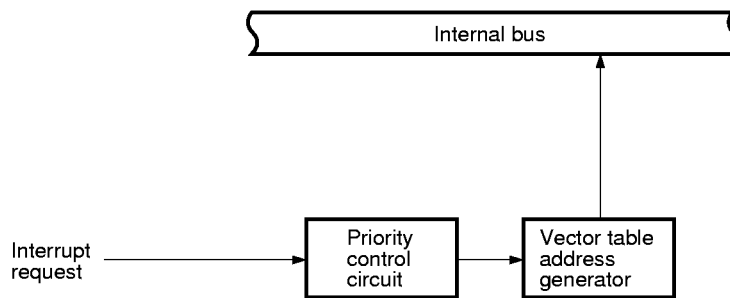 Internal bus
Interrupt
request
Priority
control
circuit
Vector table
address
generator